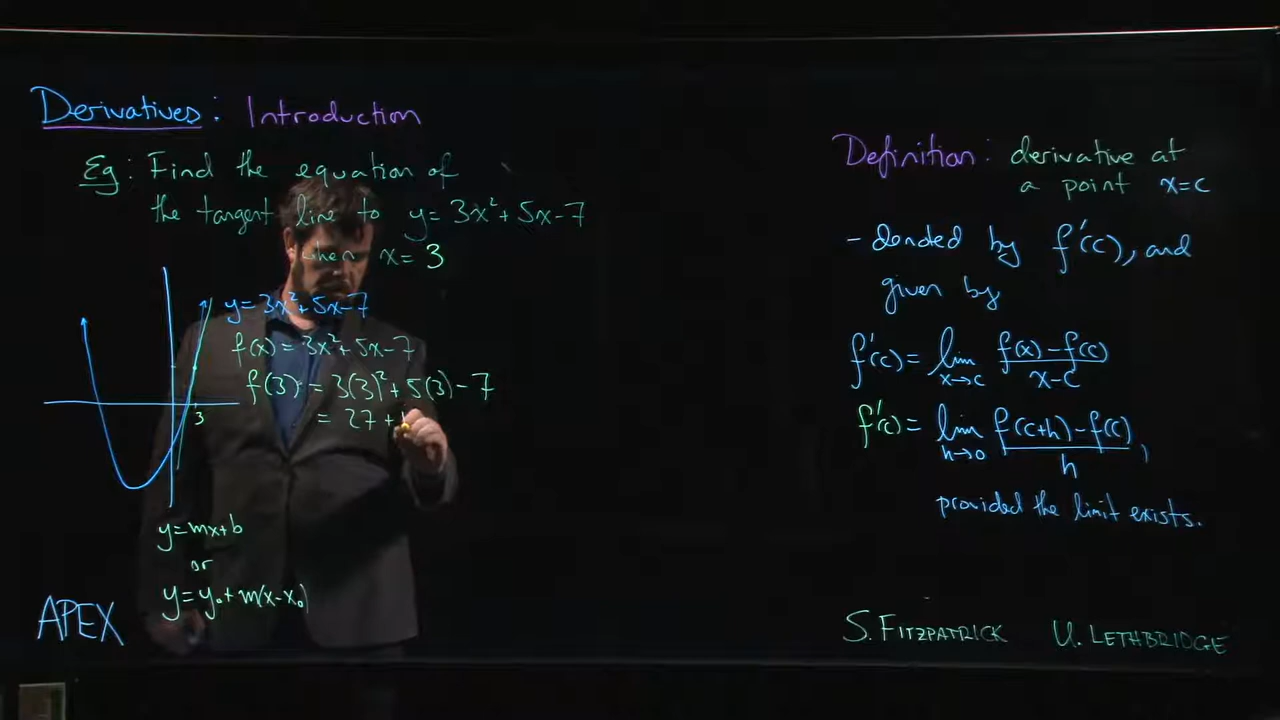 Derivatives: Introduction
Eg: Find the equation of
the tangent line to y = 3x² + 5x - 7
when x = 3
y = 3x² + 5x - 7
f(x) = 3x² + 5x - 7
f(3) = 3(3)² + 5(3) - 7
= 27 +
3
y = mx + b
or
y = y₀ + m(x - x₀)
APEX
Definition: derivative at
a point x = c
- denoted by f'(c), and
given by
f'(c) = lim x→c f(x) - f(c) / x - c
f'(c) = lim h→0 f(c+h) - f(c) / h ,
provided the limit exists.
S. FITZPATRICK U. LETHBRIDGE